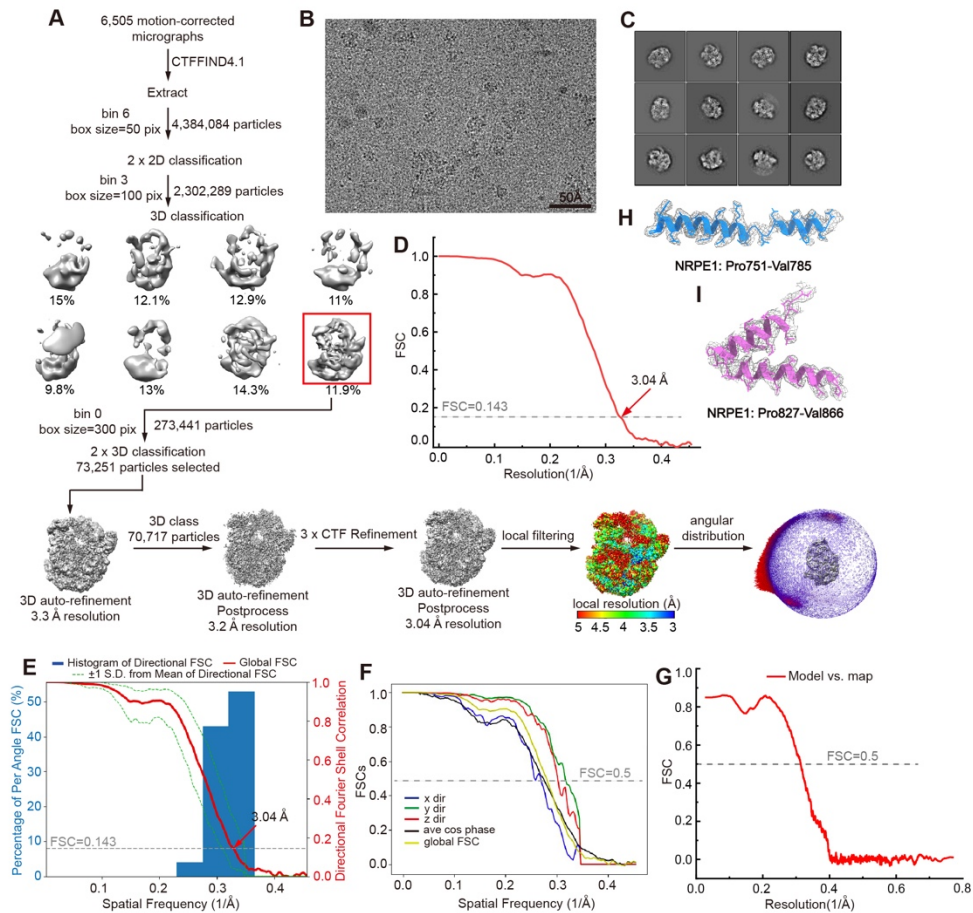 A
6,505 motion-corrected
micrographs
CTFFIND4.1
Extract
bin 6
box size=50 pix
4,384,084 particles
2 x 2D classification
bin 3
box size=100 pix
2,302,289 particles
3D classification
15%
12.1%
12.9%
11%
9.8%
13%
14.3%
11.9%
bin 0
box size=300 pix
273,441 particles
2 x 3D classification
73,251 particles selected
3D auto-refinement
3.3 Å resolution
3D class
70,717 particles
3D auto-refinement
Postprocess
3.2 Å resolution
3 x CTF Refinement
3D auto-refinement
Postprocess
3.04 Å resolution
local filtering
local resolution (Å)
5 4.5 4 3.5 3
angular
distribution
B
50Å
C
D
FSC
1.0
0.8
0.6
0.4
0.2
0.0
FSC=0.143
3.04 Å
0.0 0.1 0.2 0.3 0.4
Resolution(1/Å)
H
NRPE1: Pro751-Val785
I
NRPE1: Pro827-Val866
E
Histogram of Directional FSC
Global FSC
±1 S.D. from Mean of Directional FSC
Percentage of Per Angle FSC (%)
50
40
30
20
10
0
FSC=0.143
3.04 Å
1.0
0.8
0.6
0.4
0.2
0.0
Directional Fourier Shell Correlation
0.1 0.2 0.3 0.4
Spatial Frequency (1/Å)
F
FSCs
1.0
0.8
0.6
0.4
0.2
0.0
FSC=0.5
x dir
y dir
z dir
ave cos phase
global FSC
0.0 0.1 0.2 0.3 0.4
Spatial Frequency (1/Å)
G
Model vs. map
FSC
1.0
0.8
0.6
0.4
0.2
0.0
FSC=0.5
0.0 0.2 0.4 0.6 0.8
Resolution(1/Å)